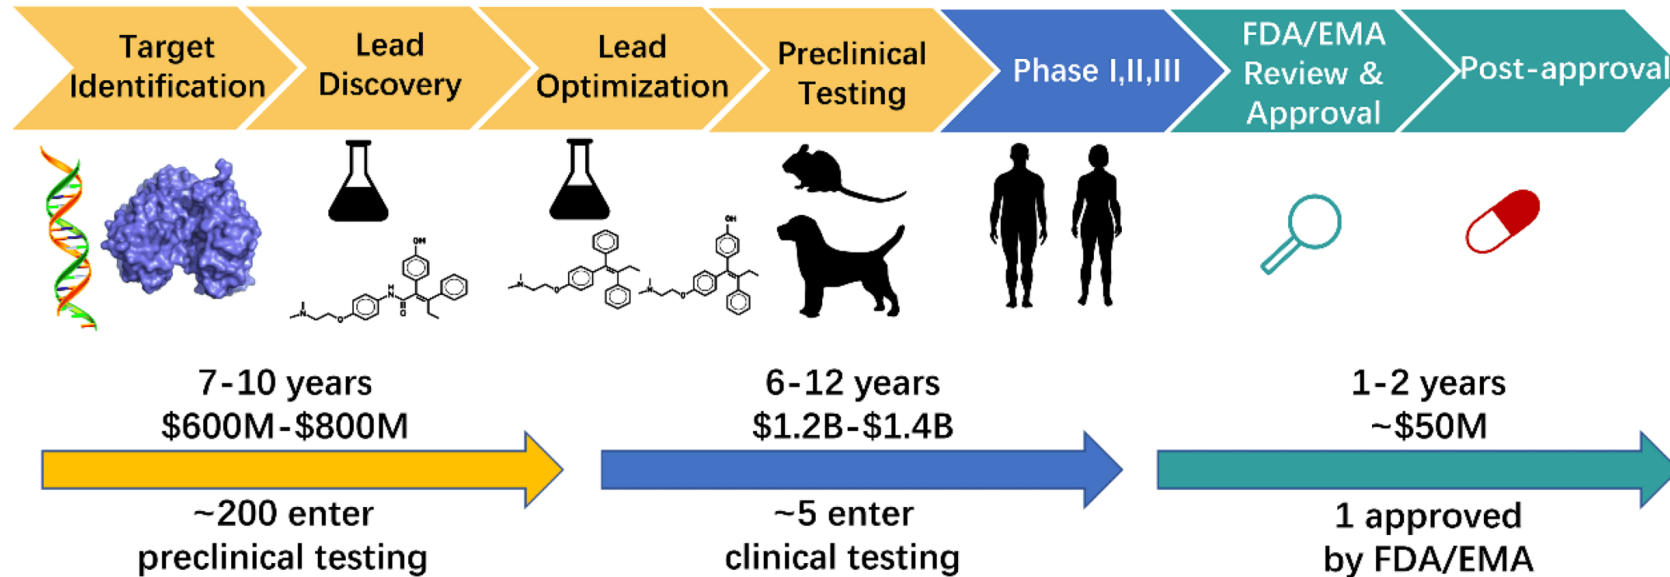 Target
Identification
Lead
Discovery
Lead
Optimization
Preclinical
Testing
Phase I,II,III
FDA/EMA
Review &
Approval
Post-approval
OH
N
O
H
N
O
N
O
OH
N
O
7-10 years
$600M-$800M
6-12 years
$1.2B-$1.4B
1-2 years
~$50M
~200 enter
preclinical testing
~5 enter
clinical testing
1 approved
by FDA/EMA